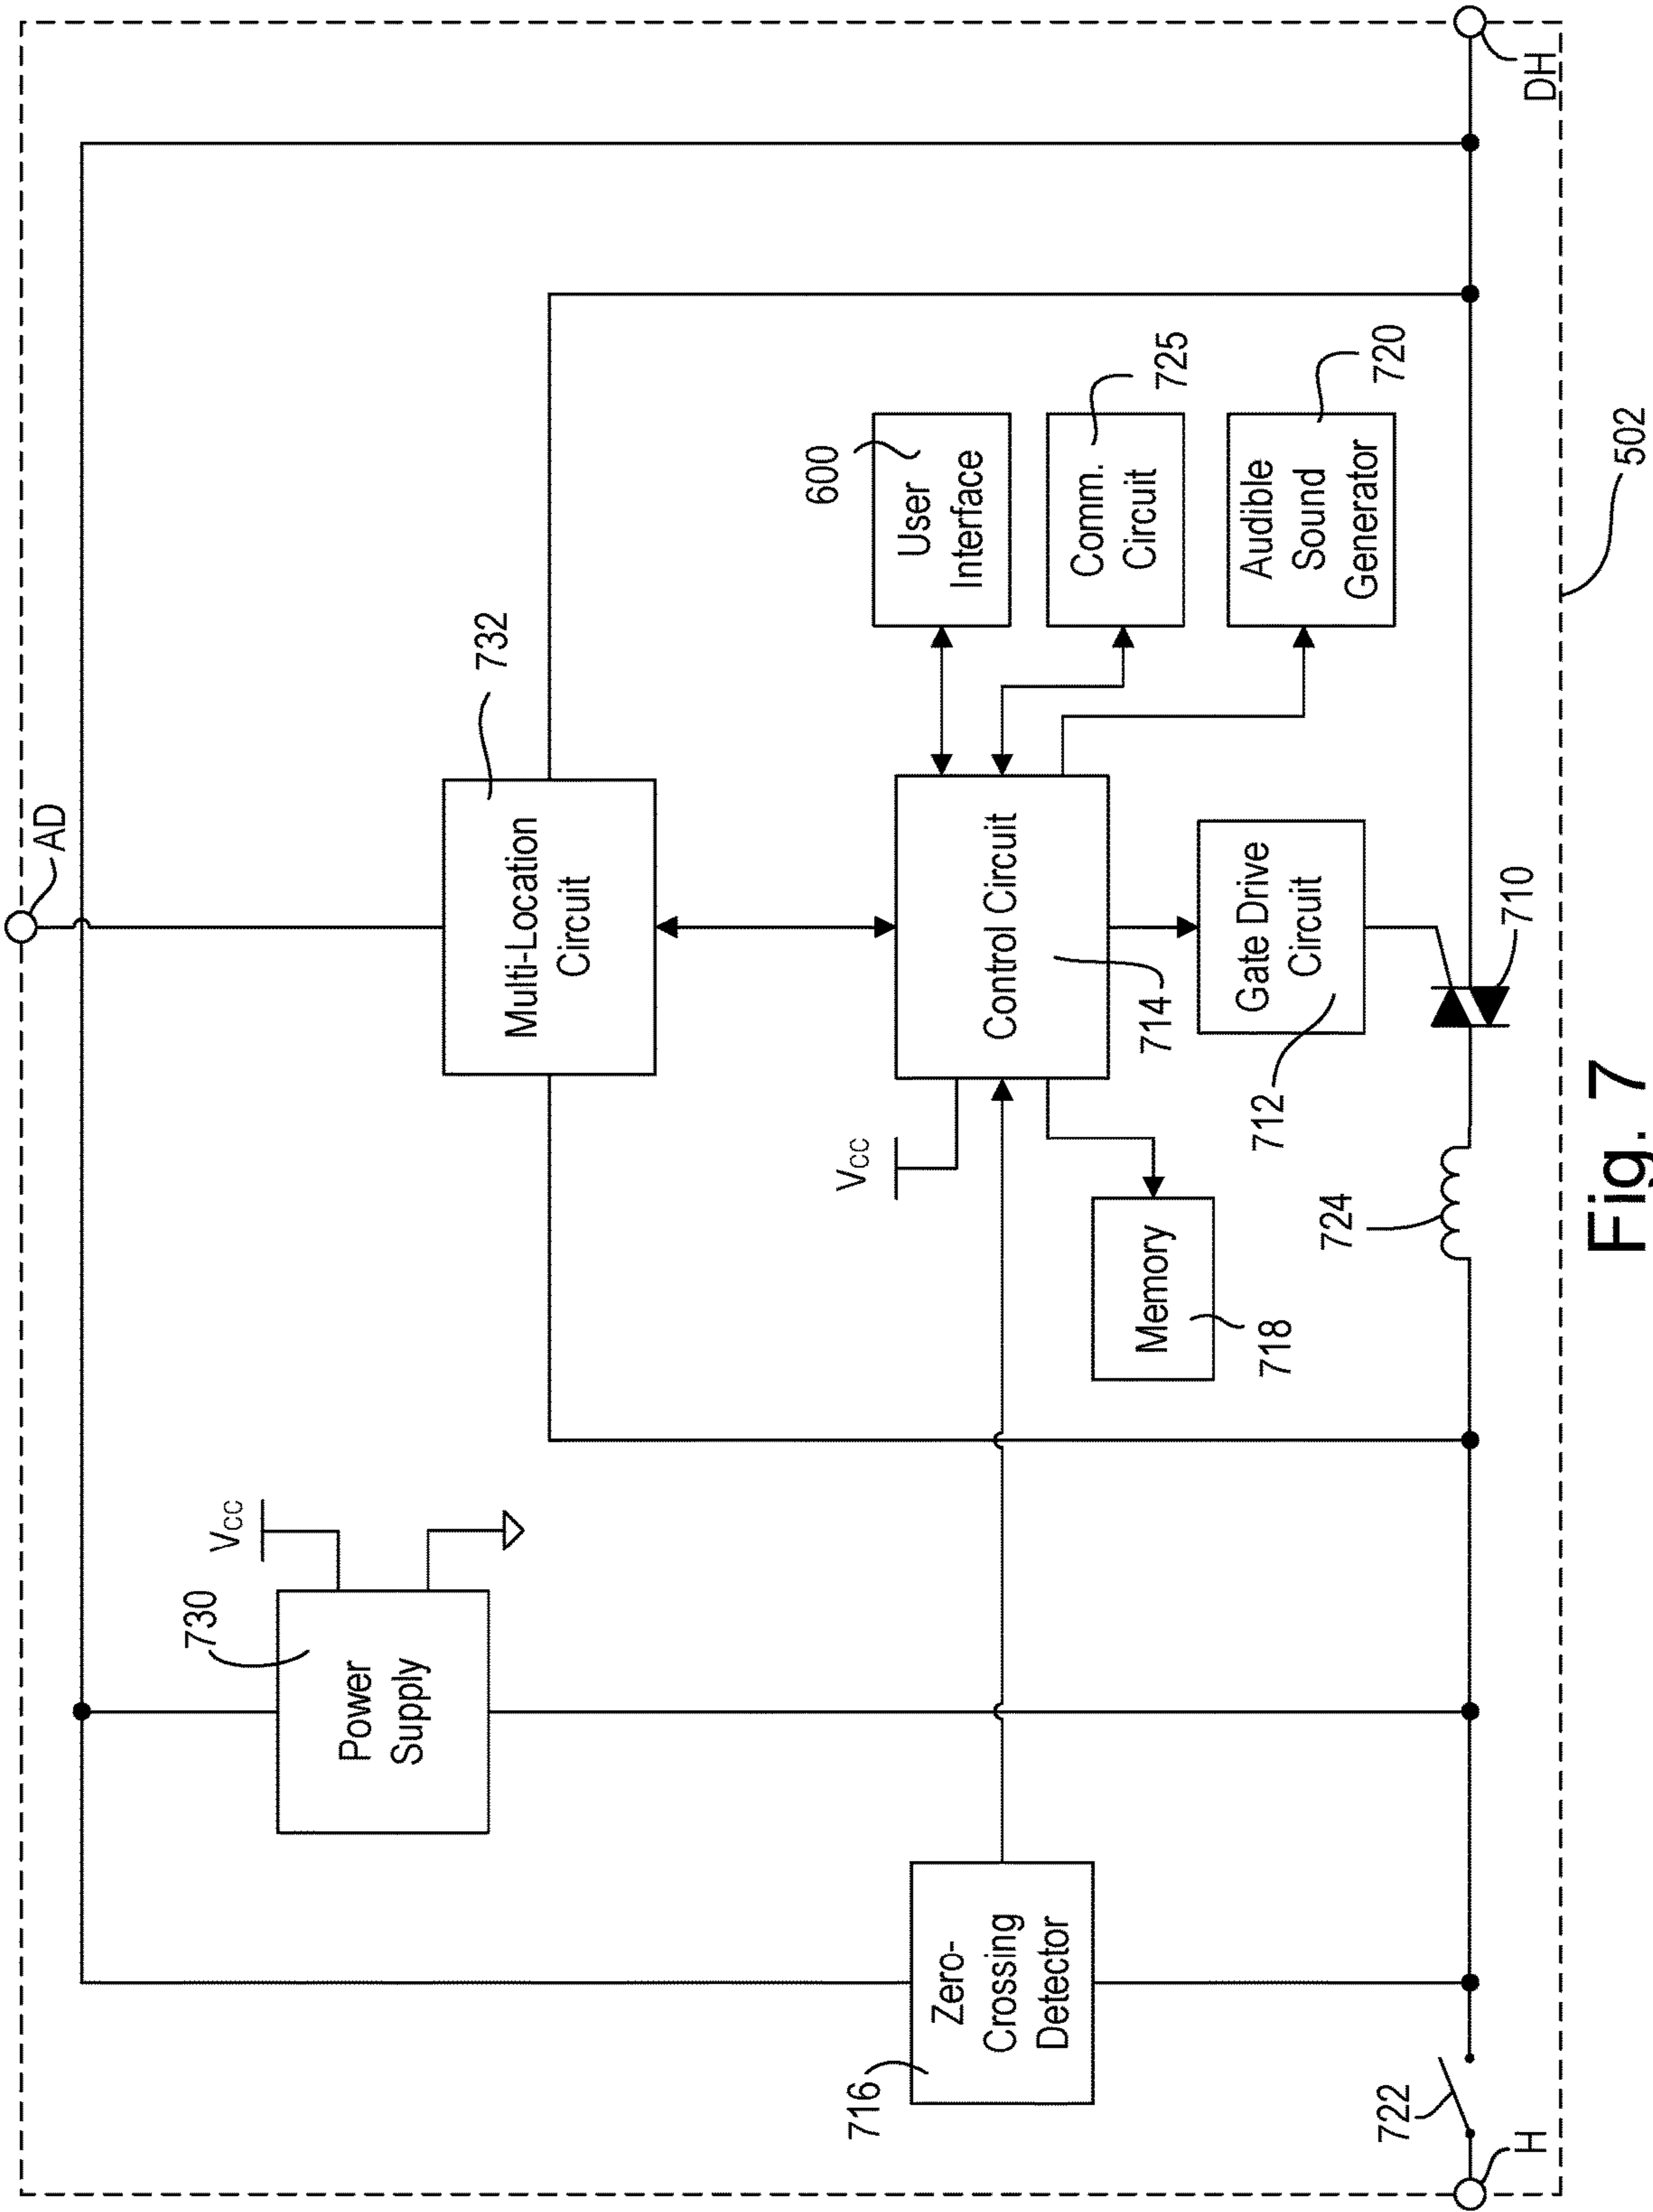 AD
732
Multi-Location
Circuit
730
VCC
Power
Supply
600
User
Interface
725
Comm.
Circuit
720
Audible
Sound
Generator
VCC
Control Circuit
714
716
Zero-
Crossing
Detector
Memory
718
Gate Drive
Circuit
712
724
710
722
H
DH
502
Fig. 7